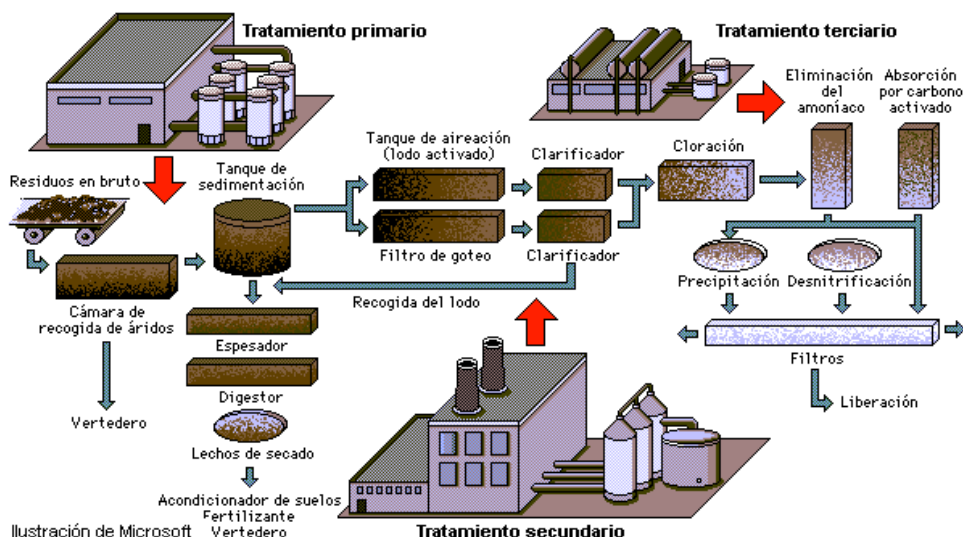 Tratamiento primario
Tratamiento terciario
Eliminación
del
amoníaco
Absorción
por carbono
activado
Residuos en bruto
Tanque de
sedimentación
Tanque de aireación
(lodo activado)
Clarificador
Cloración
Filtro de goteo
Clarificador
Cámara de
recogida de áridos
Recogida del lodo
Precipitación
Desnitrificación
Espesador
Filtros
Digestor
Vertedero
Liberación
Lechos de secado
Acondicionador de suelos
Fertilizante
Vertedero
Ilustración de Microsoft
Tratamiento secundario